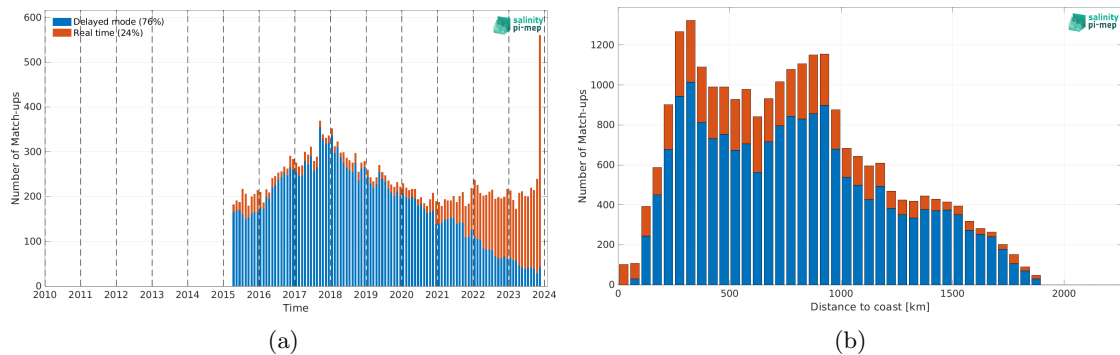 600
500
400
300
200
100
0
Number of Match-ups
Delayed mode (76%)
Real time (24%)
salinity
pi-mep
2010 2011 2012 2013 2014 2015 2016 2017 2018 2019 2020 2021 2022 2023 2024
Time
(a)
1200
1000
800
600
400
200
0
Number of Match-ups
salinity
pi-mep
0 500 1000 1500 2000
Distance to coast [km]
(b)